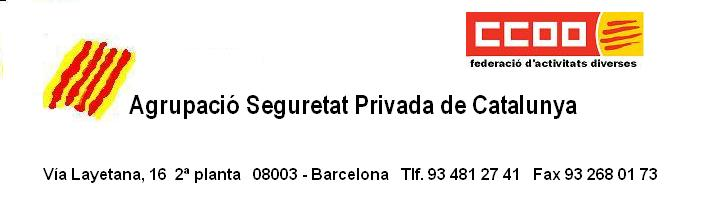 CCOO
federació d'activitats diverses
Agrupació Seguretat Privada de Catalunya
Vía Layetana, 16 2ª planta 08003 - Barcelona Tlf. 93 481 27 41 Fax 93 268 01 73